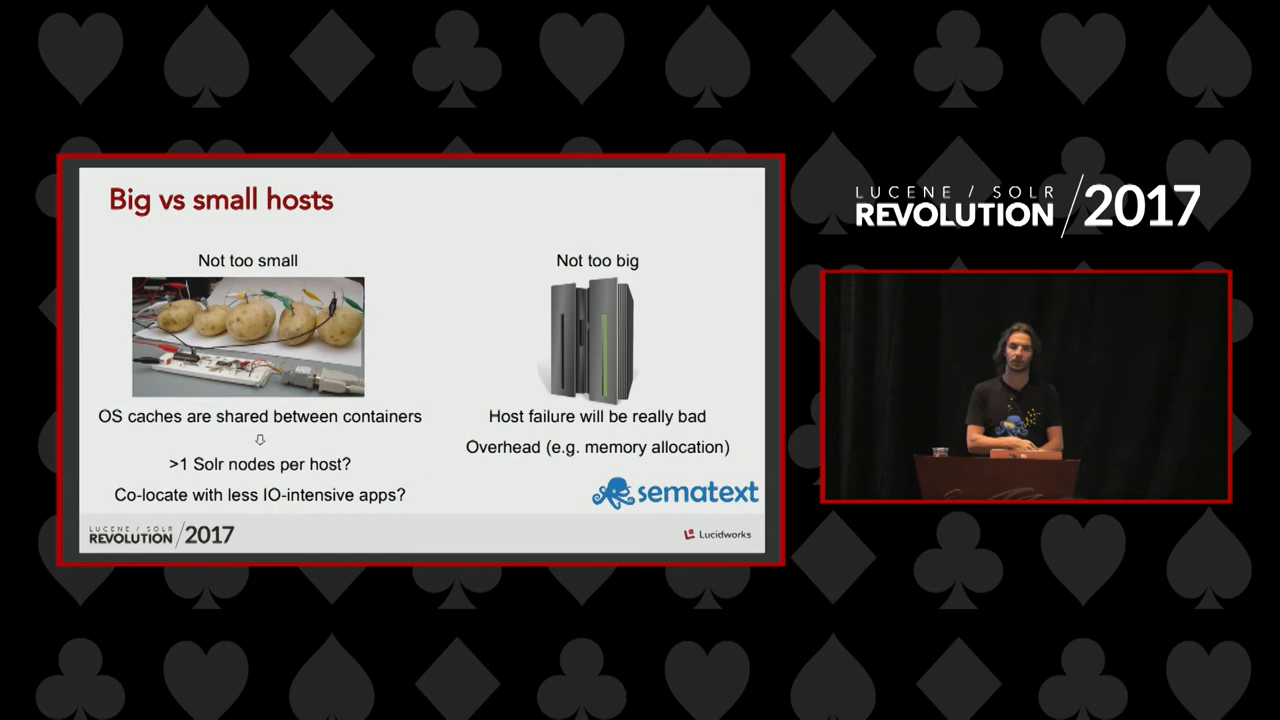 Big vs small hosts
Not too small
OS caches are shared between containers
>1 Solr nodes per host?
Co-locate with less IO-intensive apps?
Not too big
Host failure will be really bad
Overhead (e.g. memory allocation)
sematext
LUCENE / SOLR
REVOLUTION /2017
Lucidworks
LUCENE / SOLR
REVOLUTION /2017